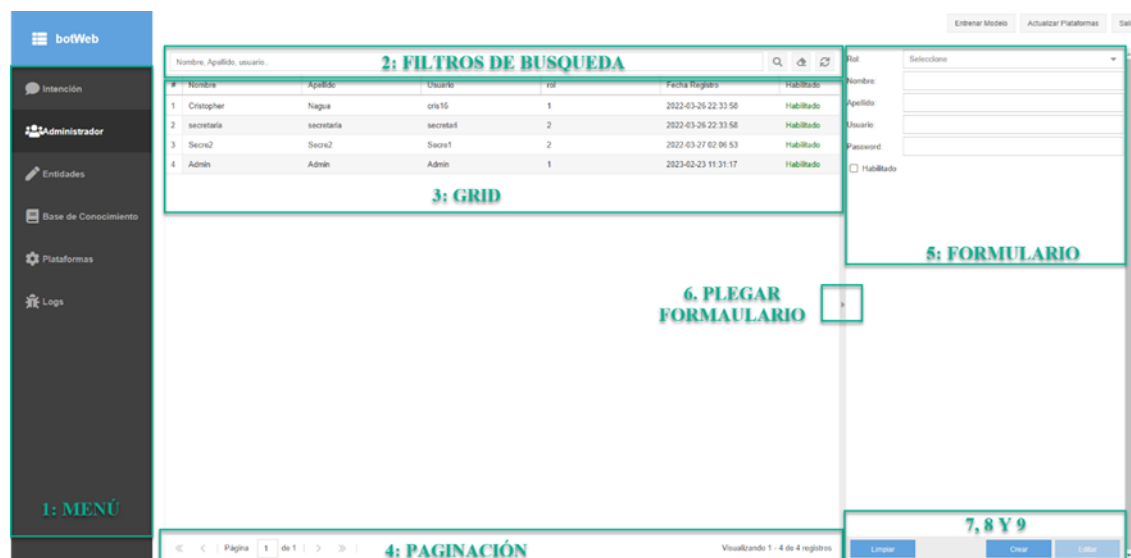 Entrenar Modelo Actualizar Plataformas
botWeb
Intención
Administrador
Entidades
Base de Conocimiento
Plataformas
Logs
1: MENÚ
Nombre, Apellido, usuario..
2: FILTROS DE BUSQUEDA
# Nombre Apellido Usuario rol Fecha Registro Habilitado
1 Cristopher Nagua cris16 1 2022-03-26 22:33:58 Habilitado
2 secretaria secretaria secretari 2 2022-03-26 22:33:58 Habilitado
3 Secre2 Secre2 Secre1 2 2022-03-27 02:06:53 Habilitado
4 Admin Admin Admin 1 2023-02-23 11:31:17 Habilitado
3: GRID
Rol: Seleccione
Nombre:
Apellido
Usuario
Password
Habilitado
5: FORMULARIO
6. PLEGAR
FORMAULARIO
Página 1 de 1
4: PAGINACIÓN
Visualizando 1 - 4 de 4 registros
7, 8 Y 9
Limpiar Crear Editar